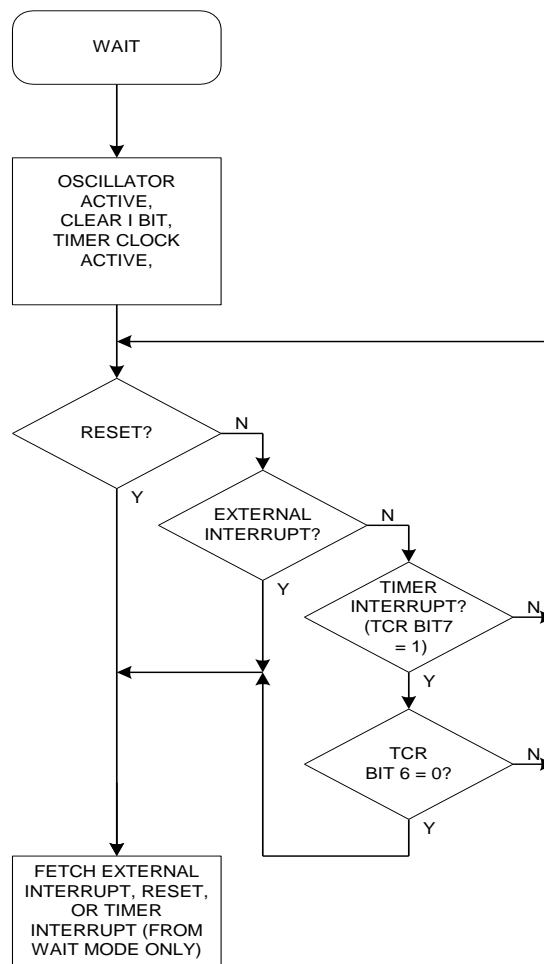 WAIT
OSCILLATOR
ACTIVE,
CLEAR I BIT,
TIMER CLOCK
ACTIVE,
RESET?
N
Y
EXTERNAL
INTERRUPT?
N
Y
TIMER
INTERRUPT?
(TCR BIT7
= 1)
N
Y
TCR
BIT 6 = 0?
N
Y
FETCH EXTERNAL
INTERRUPT, RESET,
OR TIMER
INTERRUPT (FROM
WAIT MODE ONLY)